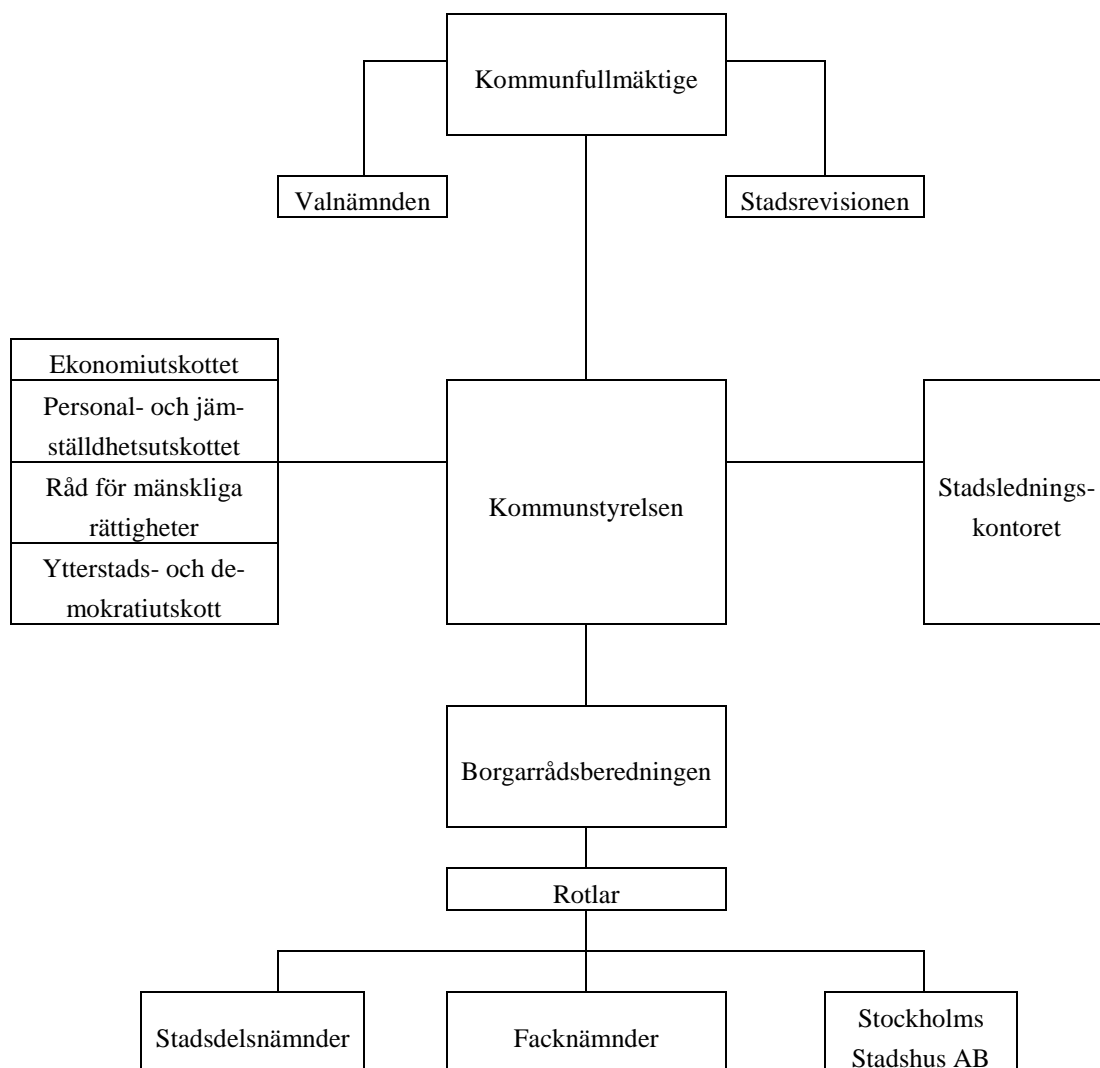 Kommunfullmäktige
Valnämnden
Stadsrevisionen
Ekonomiutskottet
Personal- och jäm-
ställdhetsutskottet
Råd för mänskliga
rättigheter
Ytterstads- och de-
mokratiutskott
Kommunstyrelsen
Stadslednings-
kontoret
Borgarrådsberedningen
Rotlar
Stadsdelsnämnder
Facknämnder
Stockholms
Stadshus AB